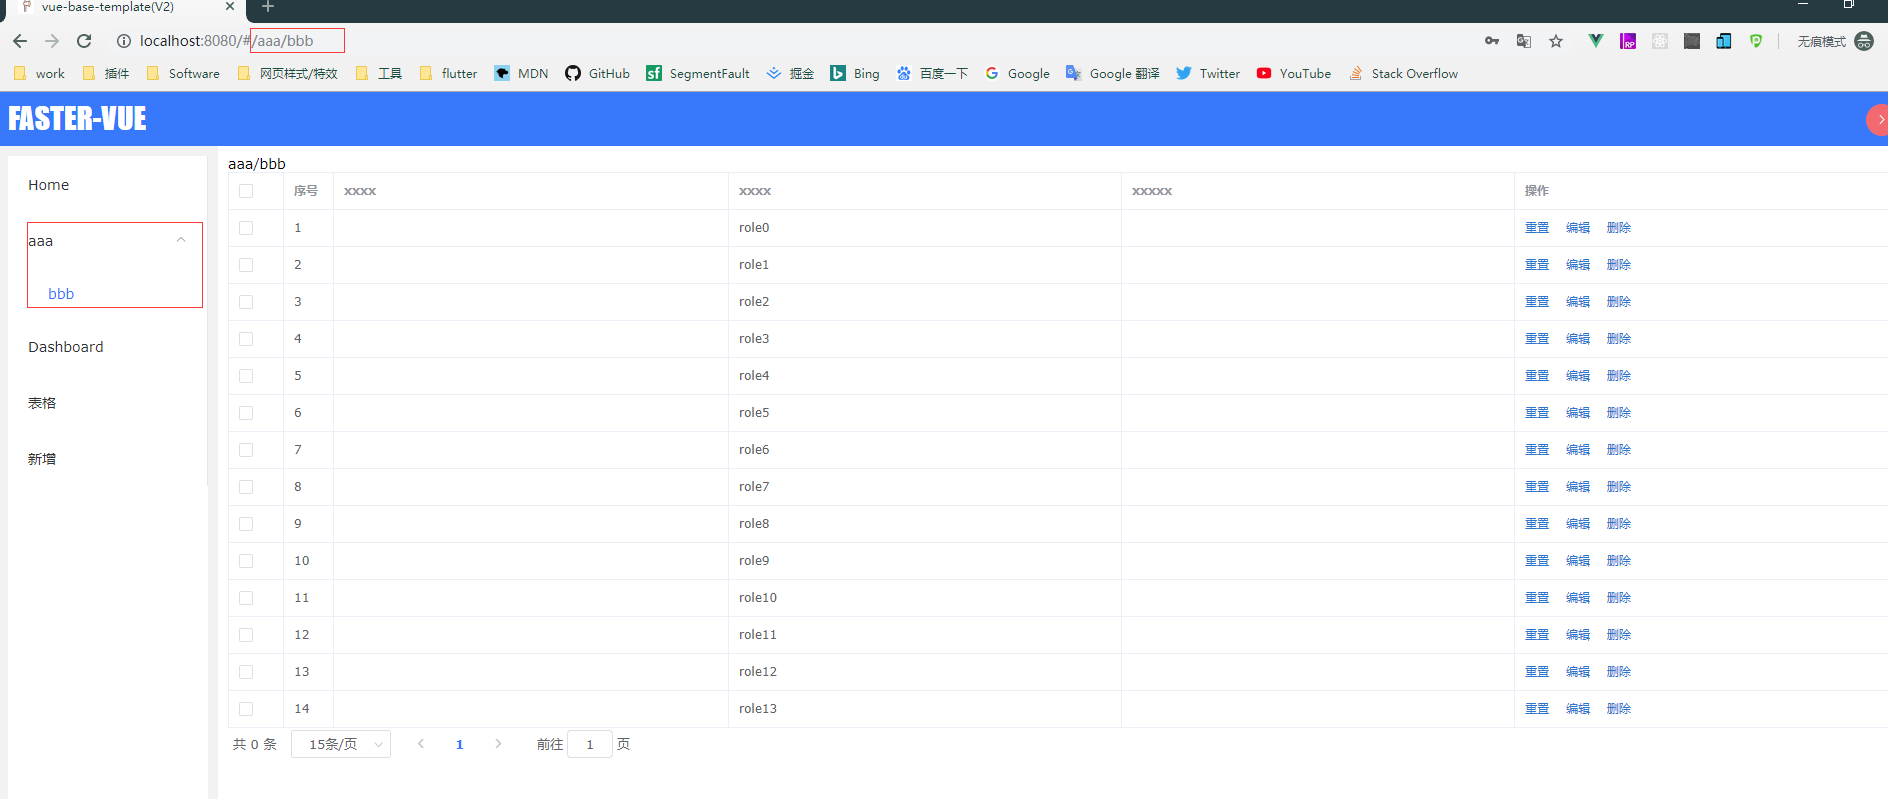 vue-base-template(V2)
localhost:8080/#/aaa/bbb
无痕模式
work 插件 Software 网页样式/特效 工具 flutter MDN GitHub SegmentFault 掘金 Bing 百度一下 Google Google 翻译 Twitter YouTube Stack Overflow
FASTER-VUE
Home
aaa
bbb
Dashboard
表格
新增
aaa/bbb
序号 xxxx xxxx xxxxx 操作
1 role0 重置 编辑 删除
2 role1 重置 编辑 删除
3 role2 重置 编辑 删除
4 role3 重置 编辑 删除
5 role4 重置 编辑 删除
6 role5 重置 编辑 删除
7 role6 重置 编辑 删除
8 role7 重置 编辑 删除
9 role8 重置 编辑 删除
10 role9 重置 编辑 删除
11 role10 重置 编辑 删除
12 role11 重置 编辑 删除
13 role12 重置 编辑 删除
14 role13 重置 编辑 删除
共 0 条 15条/页 1 前往 1 页